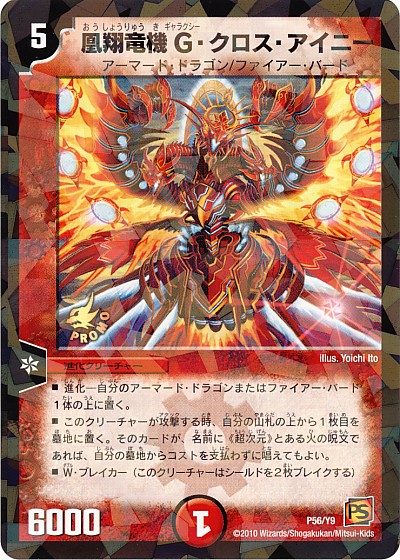 5
おうしょうりゅう き ギャラクシー
凰翔竜機 G・クロス・アイニー
アーマード・ドラゴン/ファイアー・バード
PROMO
illus. Yoichi Ito
進化クリーチャー
■ 進化―自分のアーマード・ドラゴンまたはファイアー・バード
1体の上に置く。
■ このクリーチャーが攻撃する時、自分の山札の上から1枚目を
墓地に置く。そのカードが、名前に《超次元》とある火の呪文で
あれば、自分の墓地からコストを支払わずに唱えてもよい。
■ W・ブレイカー（このクリーチャーはシールドを2枚ブレイクする）
6000
1
P56/Y9
PS
©2010 Wizards/Shogakukan/Mitsui-Kids